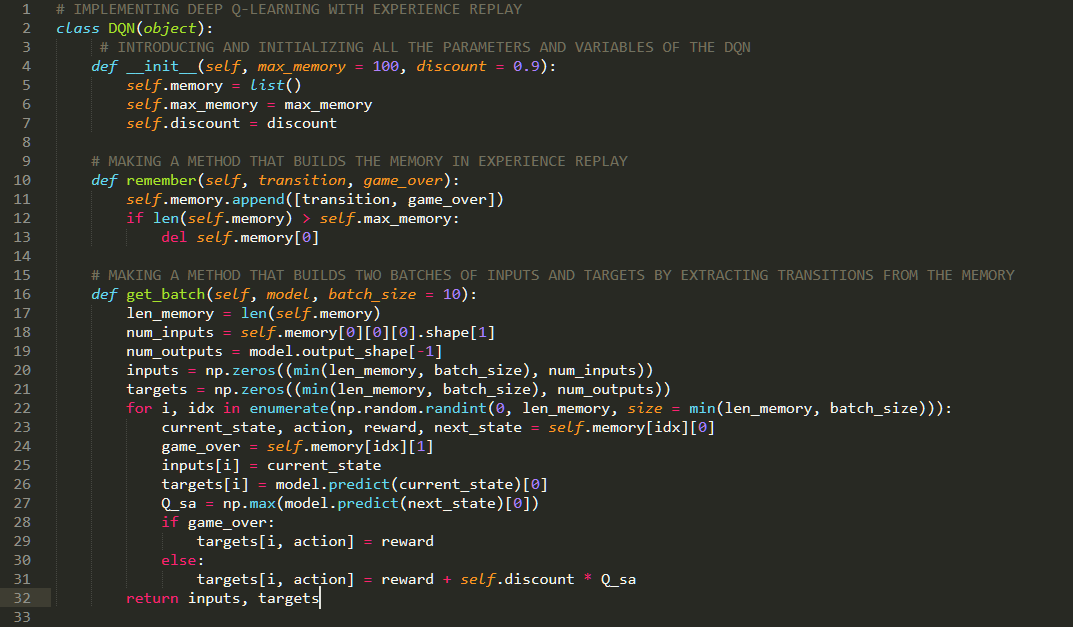 1 # IMPLEMENTING DEEP Q-LEARNING WITH EXPERIENCE REPLAY
2 class DQN(object):
3     # INTRODUCING AND INITIALIZING ALL THE PARAMETERS AND VARIABLES OF THE DQN
4    def __init__(self, max_memory = 100, discount = 0.9):
5        self.memory = list()
6        self.max_memory = max_memory
7        self.discount = discount
8
9    # MAKING A METHOD THAT BUILDS THE MEMORY IN EXPERIENCE REPLAY
10    def remember(self, transition, game_over):
11        self.memory.append([transition, game_over])
12        if len(self.memory) > self.max_memory:
13            del self.memory[0]
14
15    # MAKING A METHOD THAT BUILDS TWO BATCHES OF INPUTS AND TARGETS BY EXTRACTING TRANSITIONS FROM THE MEMORY
16    def get_batch(self, model, batch_size = 10):
17        len_memory = len(self.memory)
18        num_inputs = self.memory[0][0][0].shape[1]
19        num_outputs = model.output_shape[-1]
20        inputs = np.zeros((min(len_memory, batch_size), num_inputs))
21        targets = np.zeros((min(len_memory, batch_size), num_outputs))
22        for i, idx in enumerate(np.random.randint(0, len_memory, size = min(len_memory, batch_size))):
23            current_state, action, reward, next_state = self.memory[idx][0]
24            game_over = self.memory[idx][1]
25            inputs[i] = current_state
26            targets[i] = model.predict(current_state)[0]
27            Q_sa = np.max(model.predict(next_state)[0])
28            if game_over:
29                targets[i, action] = reward
30            else:
31                targets[i, action] = reward + self.discount * Q_sa
32        return inputs, targets
33